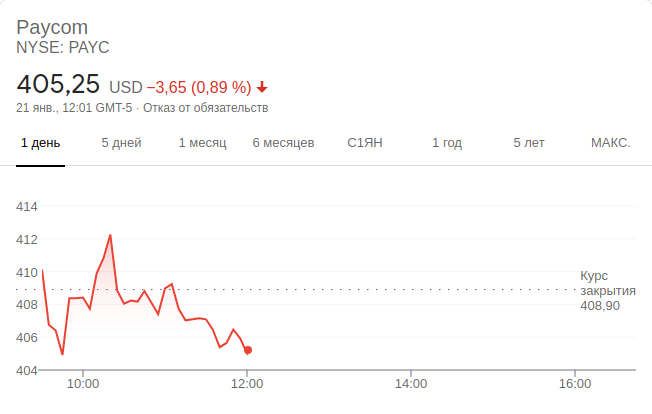 Paycom
NYSE: PAYC
405,25 USD −3,65 (0,89 %)
21 янв., 12:01 GMT-5 · Отказ от обязательств
1 день 5 дней 1 месяц 6 месяцев С1ЯН 1 год 5 лет МАКС.
414
412
410
408
406
404
Курс
закрытия
408,90
10:00 12:00 14:00 16:00